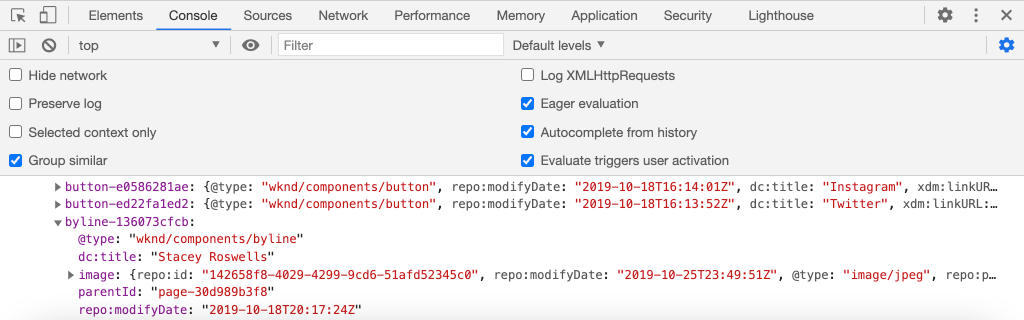 Elements Console Sources Network Performance Memory Application Security Lighthouse
top Filter Default levels
Hide network Log XMLHttpRequests
Preserve log Eager evaluation
Selected context only Autocomplete from history
Group similar Evaluate triggers user activation
button-e0586281ae: {@type: "wknd/components/button", repo:modifyDate: "2019-10-18T16:14:01Z", dc:title: "Instagram", xdm:linkUR…
button-ed22fa1ed2: {@type: "wknd/components/button", repo:modifyDate: "2019-10-18T16:13:52Z", dc:title: "Twitter", xdm:linkURL:…
byline-136073cfcb:
@type: "wknd/components/byline"
dc:title: "Stacey Roswells"
image: {repo:id: "142658f8-4029-4299-9cd6-51afd52345c0", repo:modifyDate: "2019-10-25T23:49:51Z", @type: "image/jpeg", repo:p…
parentId: "page-30d989b3f8"
repo:modifyDate: "2019-10-18T20:17:24Z"